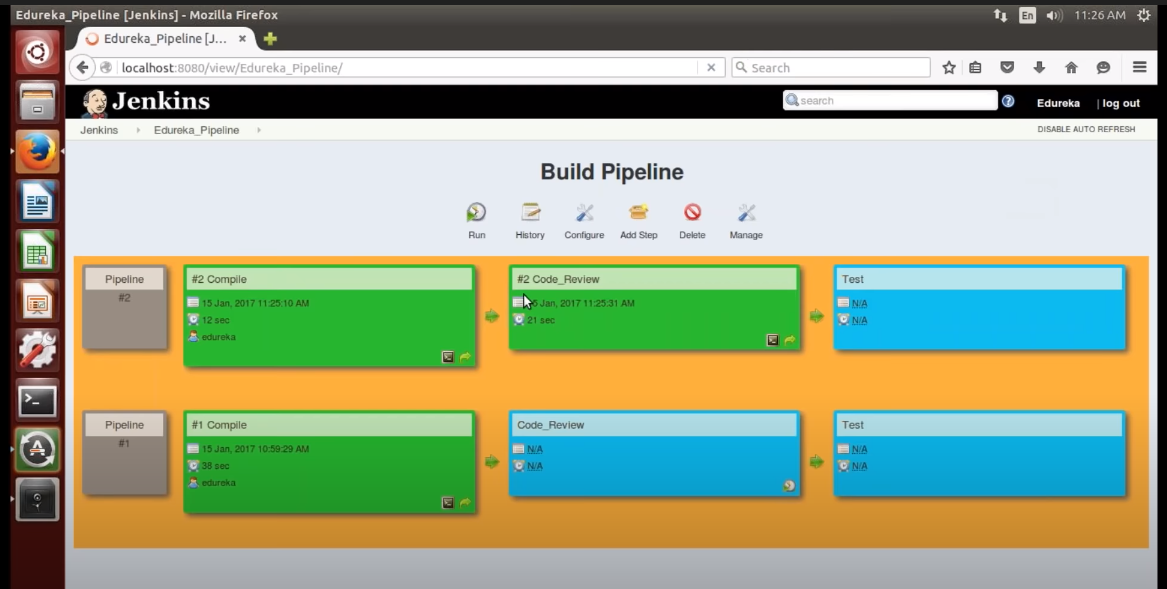 Edureka_Pipeline [Jenkins] - Mozilla Firefox
En
11:26 AM
Edureka_Pipeline [J...
localhost:8080/view/Edureka_Pipeline/
Search
Jenkins
search
Edureka
| log out
Jenkins
Edureka_Pipeline
DISABLE AUTO REFRESH
Build Pipeline
Run
History
Configure
Add Step
Delete
Manage
Pipeline
#2
#2 Compile
15 Jan, 2017 11:25:10 AM
12 sec
edureka
#2 Code_Review
Jan, 2017 11:25:31 AM
21 sec
Test
N/A
N/A
Pipeline
#1
#1 Compile
15 Jan, 2017 10:59:29 AM
38 sec
edureka
Code_Review
N/A
N/A
Test
N/A
N/A